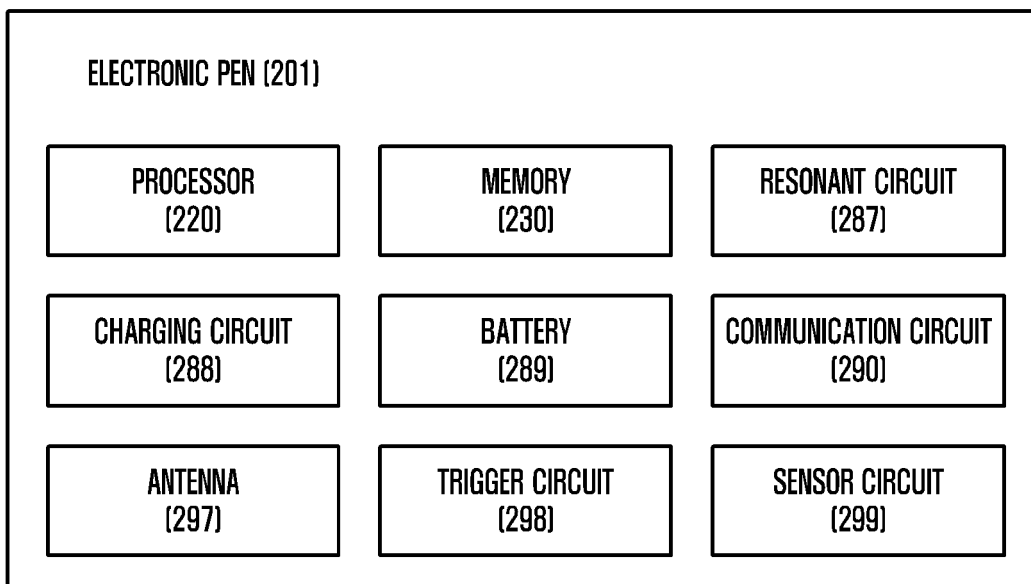 ELECTRONIC PEN (201)
PROCESSOR
(220)
MEMORY
(230)
RESONANT CIRCUIT
(287)
CHARGING CIRCUIT
(288)
BATTERY
(289)
COMMUNICATION CIRCUIT
(290)
ANTENNA
(297)
TRIGGER CIRCUIT
(298)
SENSOR CIRCUIT
(299)